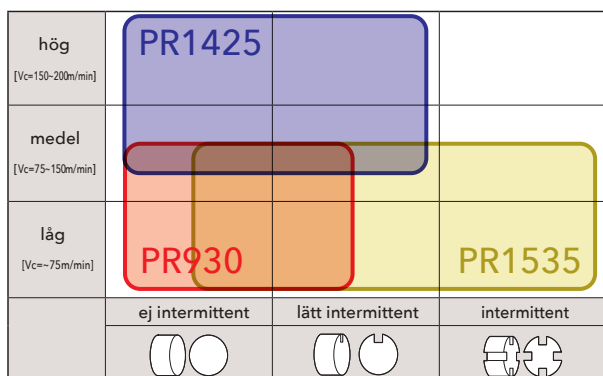 hög
[Vc=150~200m/min]
PR1425
medel
[Vc=75~150m/min]
låg
[Vc=~75m/min]
PR930
PR1535
ej intermittent
lätt intermittent
intermittent